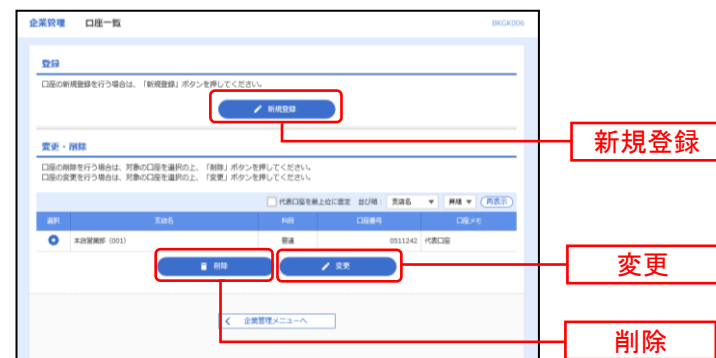 企業管理 口座一覧 BKGK006
登録
口座の新規登録を行う場合は、「新規登録」ボタンを押してください。
新規登録
新規登録
変更・削除
口座の削除を行う場合は、対象の口座を選択の上、「削除」ボタンを押してください。
口座の変更を行う場合は、対象の口座を選択の上、「変更」ボタンを押してください。
代表口座を最上位に固定 並び順: 支店名 ▼ 昇順 ▼ 再表示
選択 支店名 科目 口座番号 口座メモ
本店営業部 (001) 普通 0511242 代表口座
削除 変更
変更
企業管理メニューへ
削除